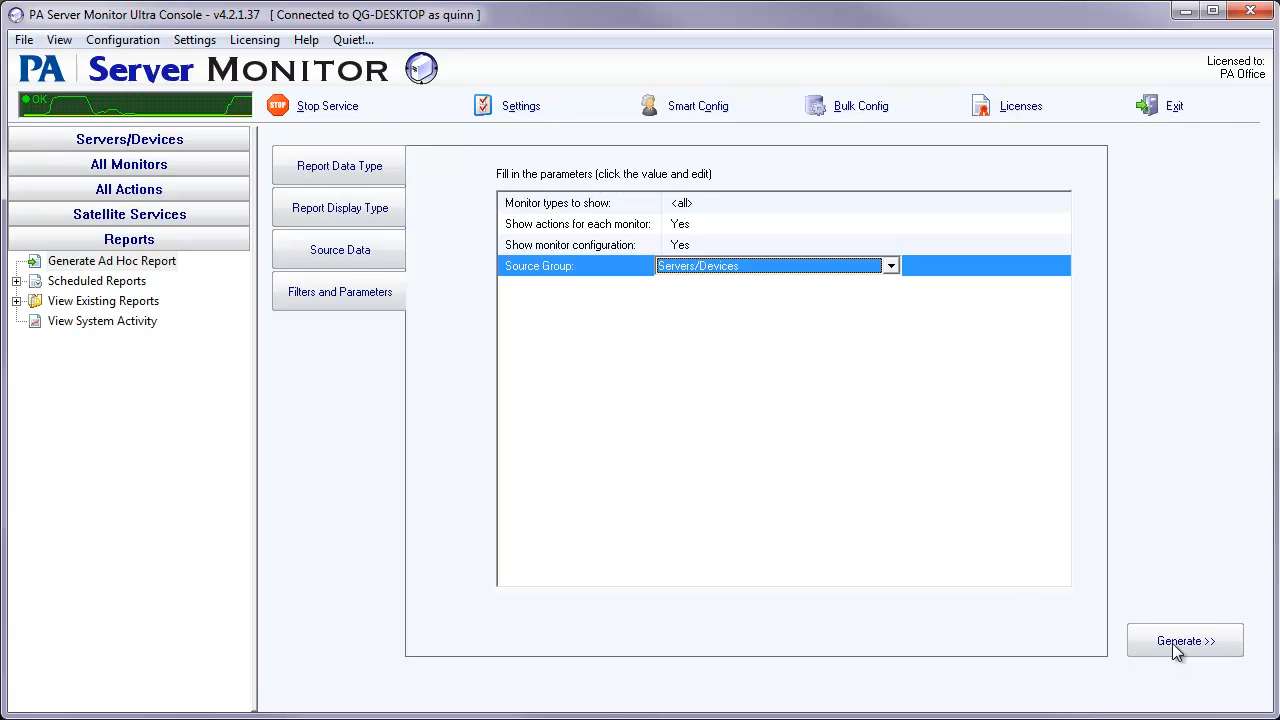 PA Server Monitor Ultra Console - v4.2.1.37 [ Connected to QG-DESKTOP as quinn ]
File View Configuration Settings Licensing Help Quiet!...
PA Server MONITOR
Licensed to:
PA Office
OK
STOP Stop Service Settings Smart Config Bulk Config Licenses Exit
Servers/Devices
All Monitors
All Actions
Satellite Services
Reports
Generate Ad Hoc Report
Scheduled Reports
View Existing Reports
View System Activity
Report Data Type
Report Display Type
Source Data
Filters and Parameters
Fill in the parameters (click the value and edit)
Monitor types to show: <all>
Show actions for each monitor: Yes
Show monitor configuration: Yes
Source Group: Servers/Devices
Generate >>